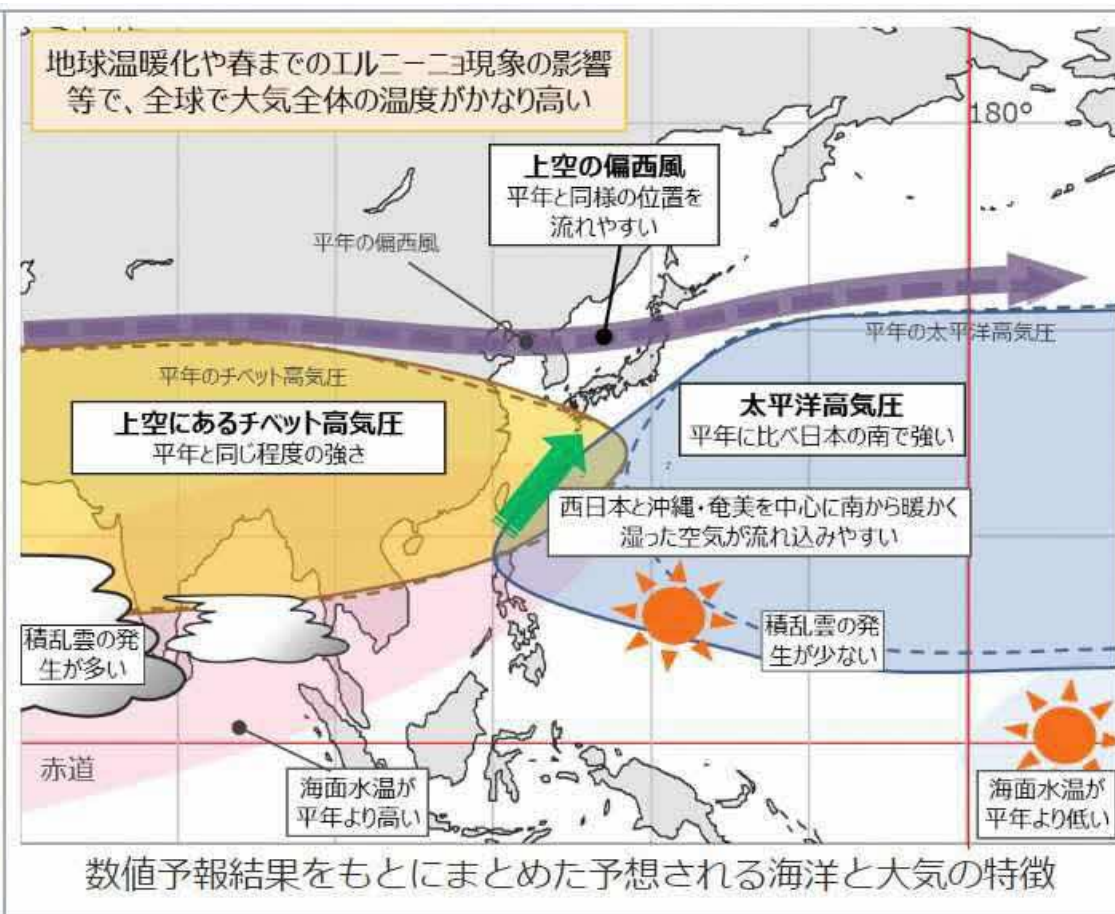 地球温暖化や春までのエルニーニョ現象の影響
等で、全球で大気全体の温度がかなり高い
180°
上空の偏西風
平年と同様の位置を
流れやすい
平年の偏西風
平年の太平洋高気圧
平年のチベット高気圧
上空にあるチベット高気圧
平年と同じ程度の強さ
太平洋高気圧
平年に比べ日本の南で強い
西日本と沖縄・奄美を中心に南から暖かく
湿った空気が流れ込みやすい
積乱雲の発
生が多い
積乱雲の発
生が少ない
赤道
海面水温が
平年より高い
海面水温が
平年より低い
数値予報結果をもとにまとめた予想される海洋と大気の特徴